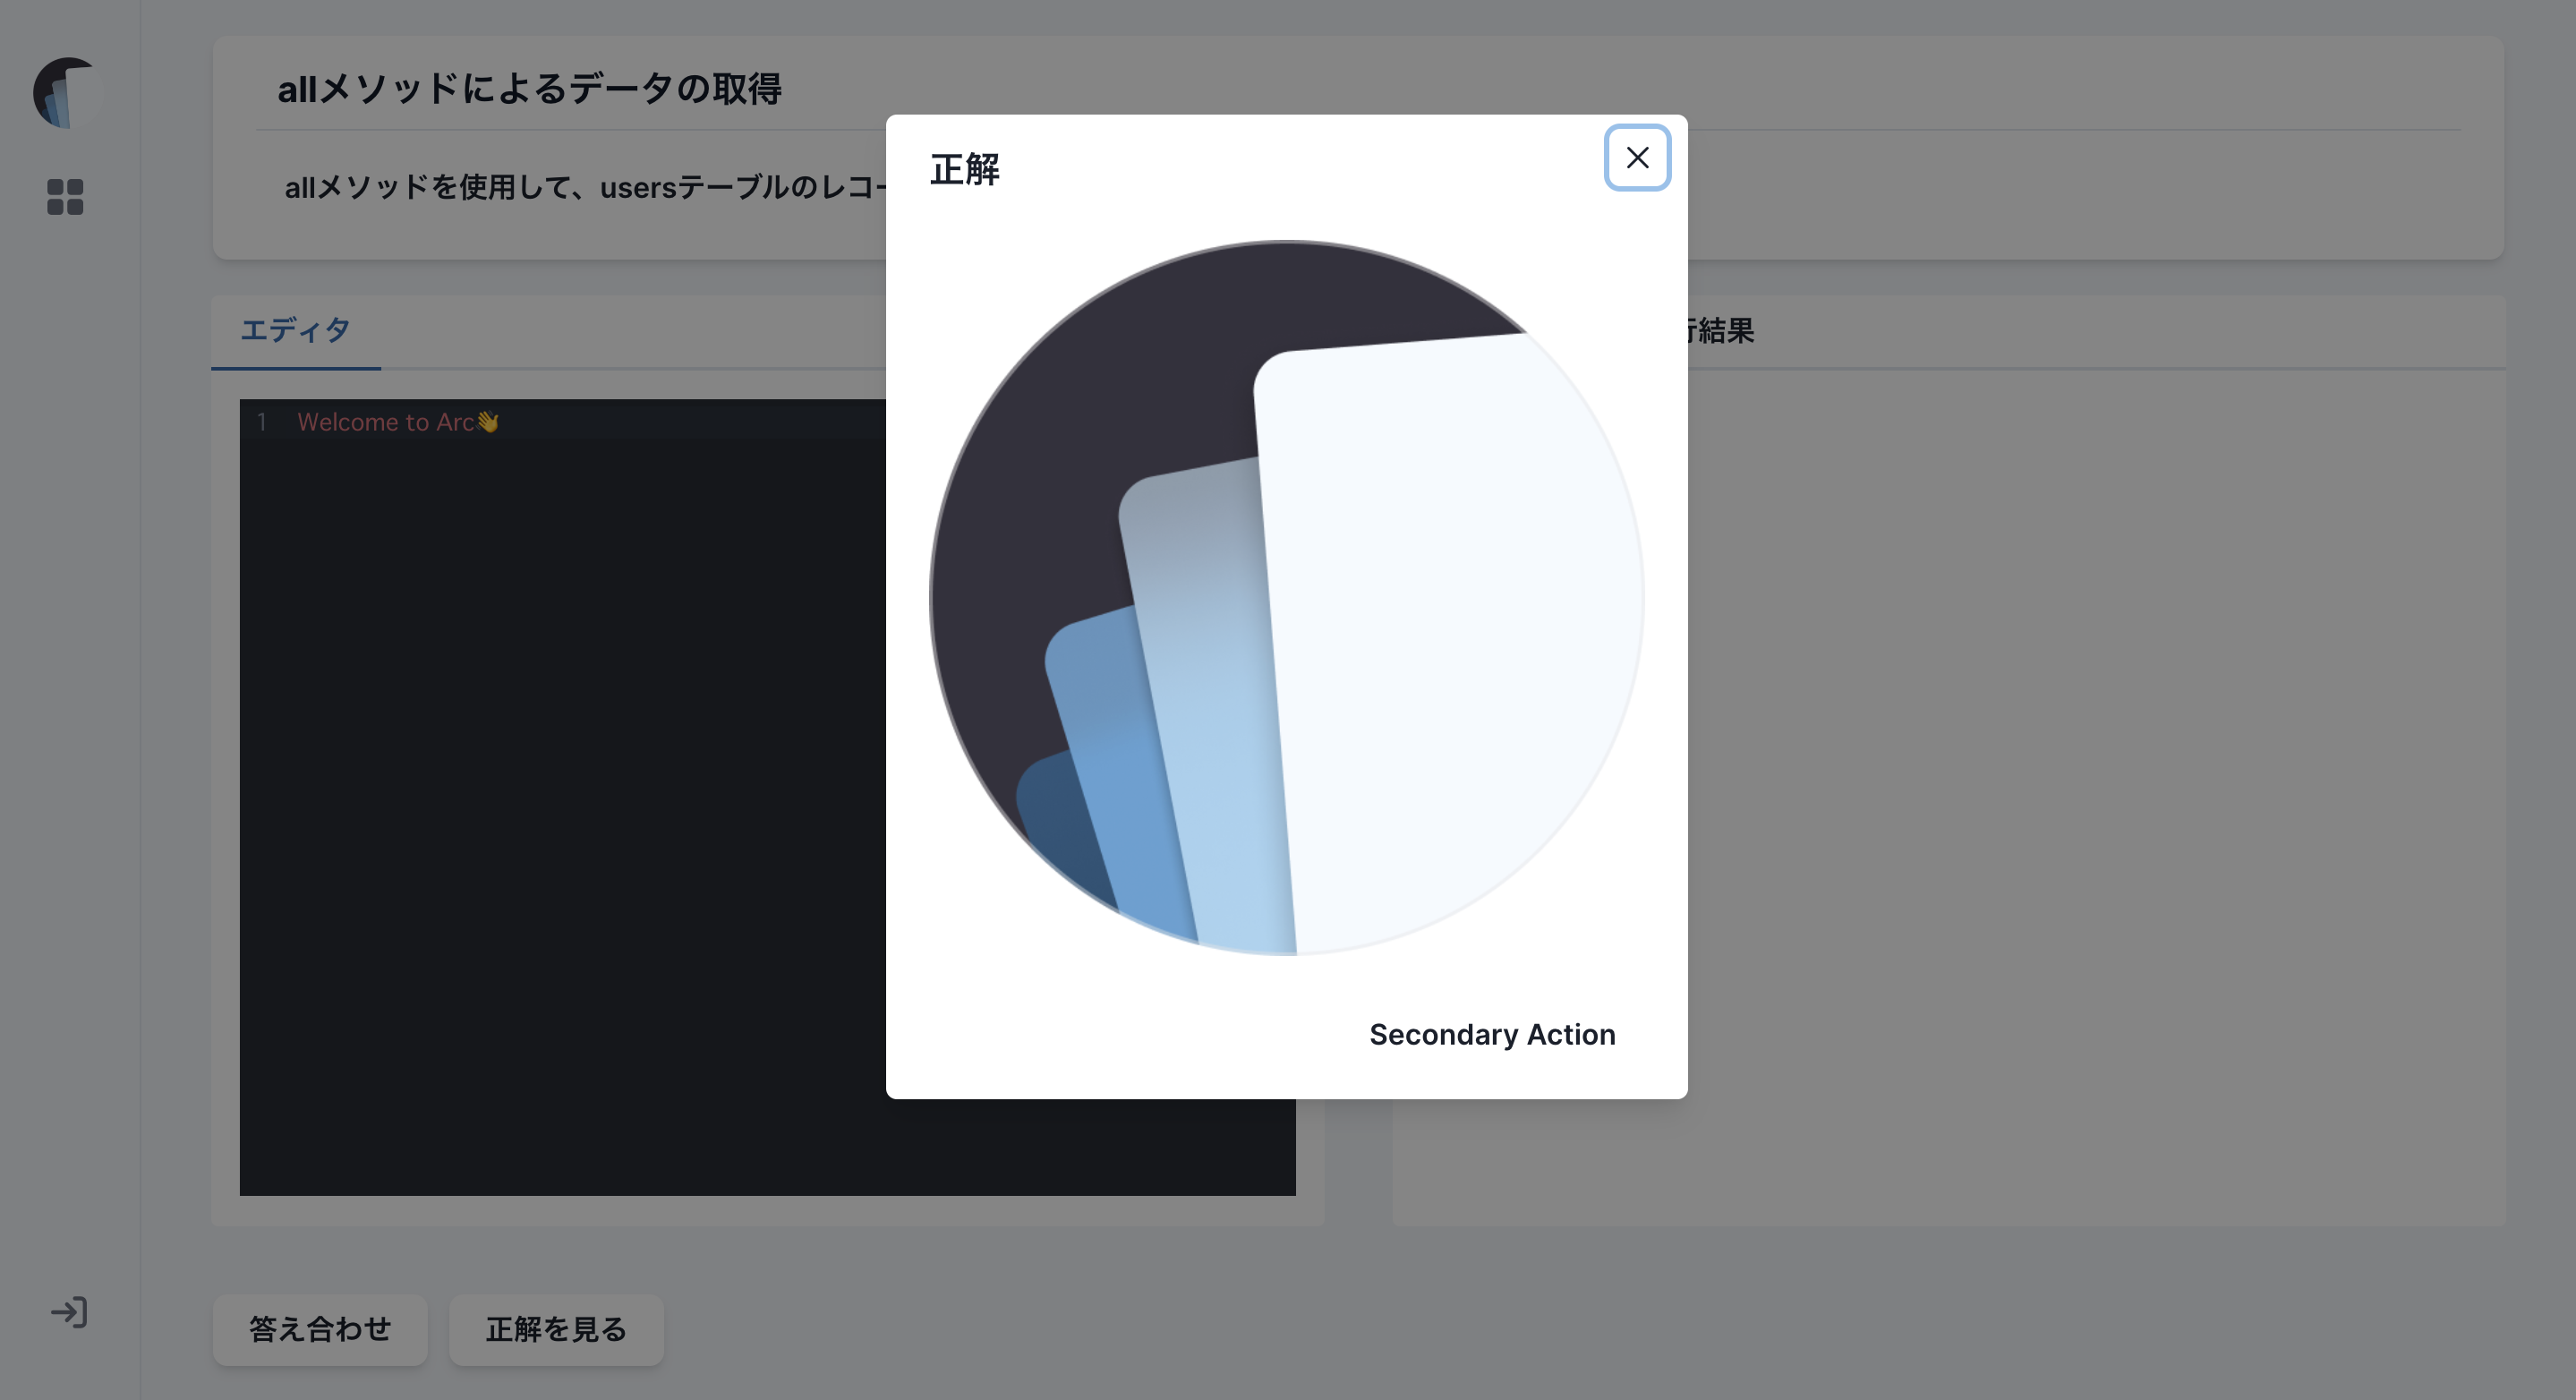 allメソッドによるデータの取得
allメソッドを使用して、usersテーブルのレコー
正解
エディタ
行結果
1 Welcome to Arc👋
Secondary Action
答え合わせ
正解を見る